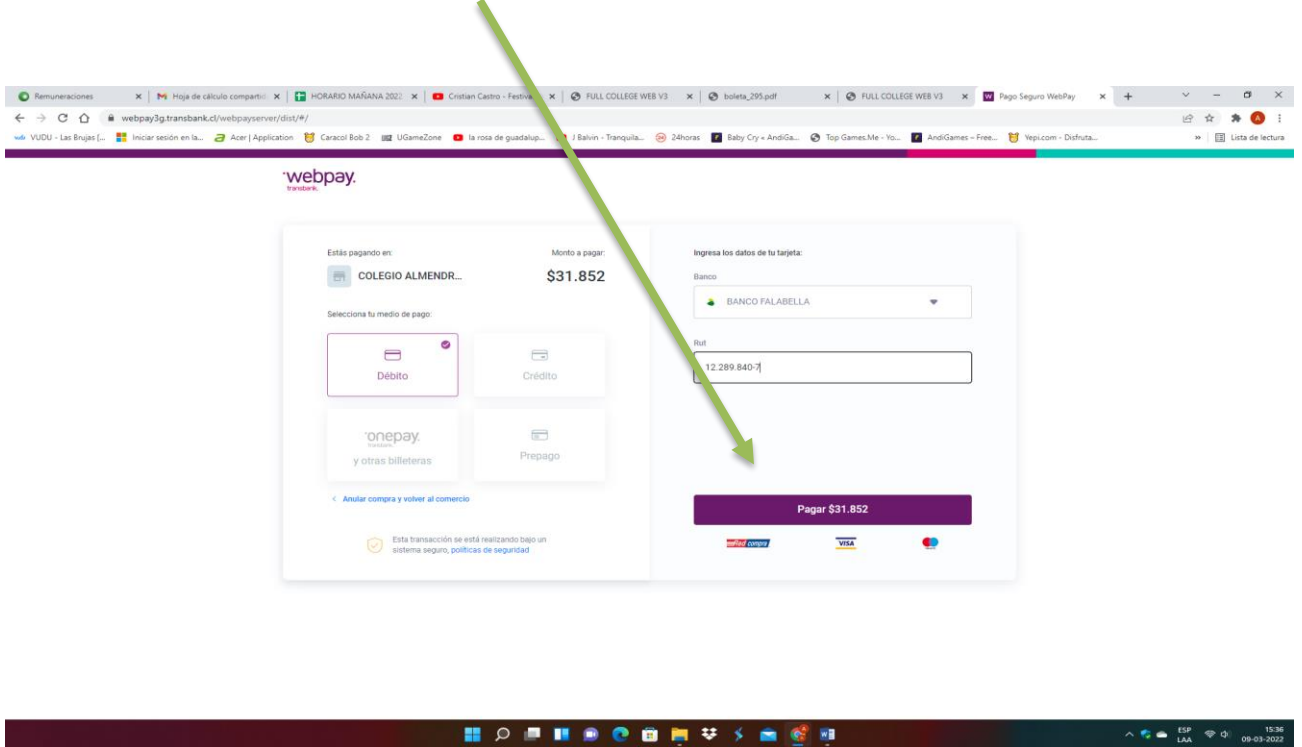 Remuneraciones
Hoja de cálculo compartid
HORARIO MAÑANA 2022
Cristian Castro - Festiva
FULL COLLEGE WEB V3
boleta_295.pdf
FULL COLLEGE WEB V3
Pago Seguro WebPay
webpay3g.transbank.cl/webpayserver/dist/#/
VUDU - Las Brujas [...
Iniciar sesión en la...
Acer | Application
Caracol Bob 2
UGameZone
la rosa de guadalup...
J Balvin - Tranquila...
24horas
Baby Cry « AndiGa...
Top Games.Me - Yo...
AndiGames – Free...
Yepi.com - Disfruta...
»
Lista de lectura
webpay.
transbank.
Estás pagando en:
Monto a pagar:
COLEGIO ALMENDR...
$31.852
Selecciona tu medio de pago:
Débito
Crédito
onepay.
transbank.
y otras billeteras
Prepago
< Anular compra y volver al comercio
Esta transacción se está realizando bajo un
sistema seguro, políticas de seguridad
Ingresa los datos de tu tarjeta:
Banco
BANCO FALABELLA
Rut
12.289.840-7
Pagar $31.852
RedCompra
VISA
ESP
LAA
15:36
09-03-2022